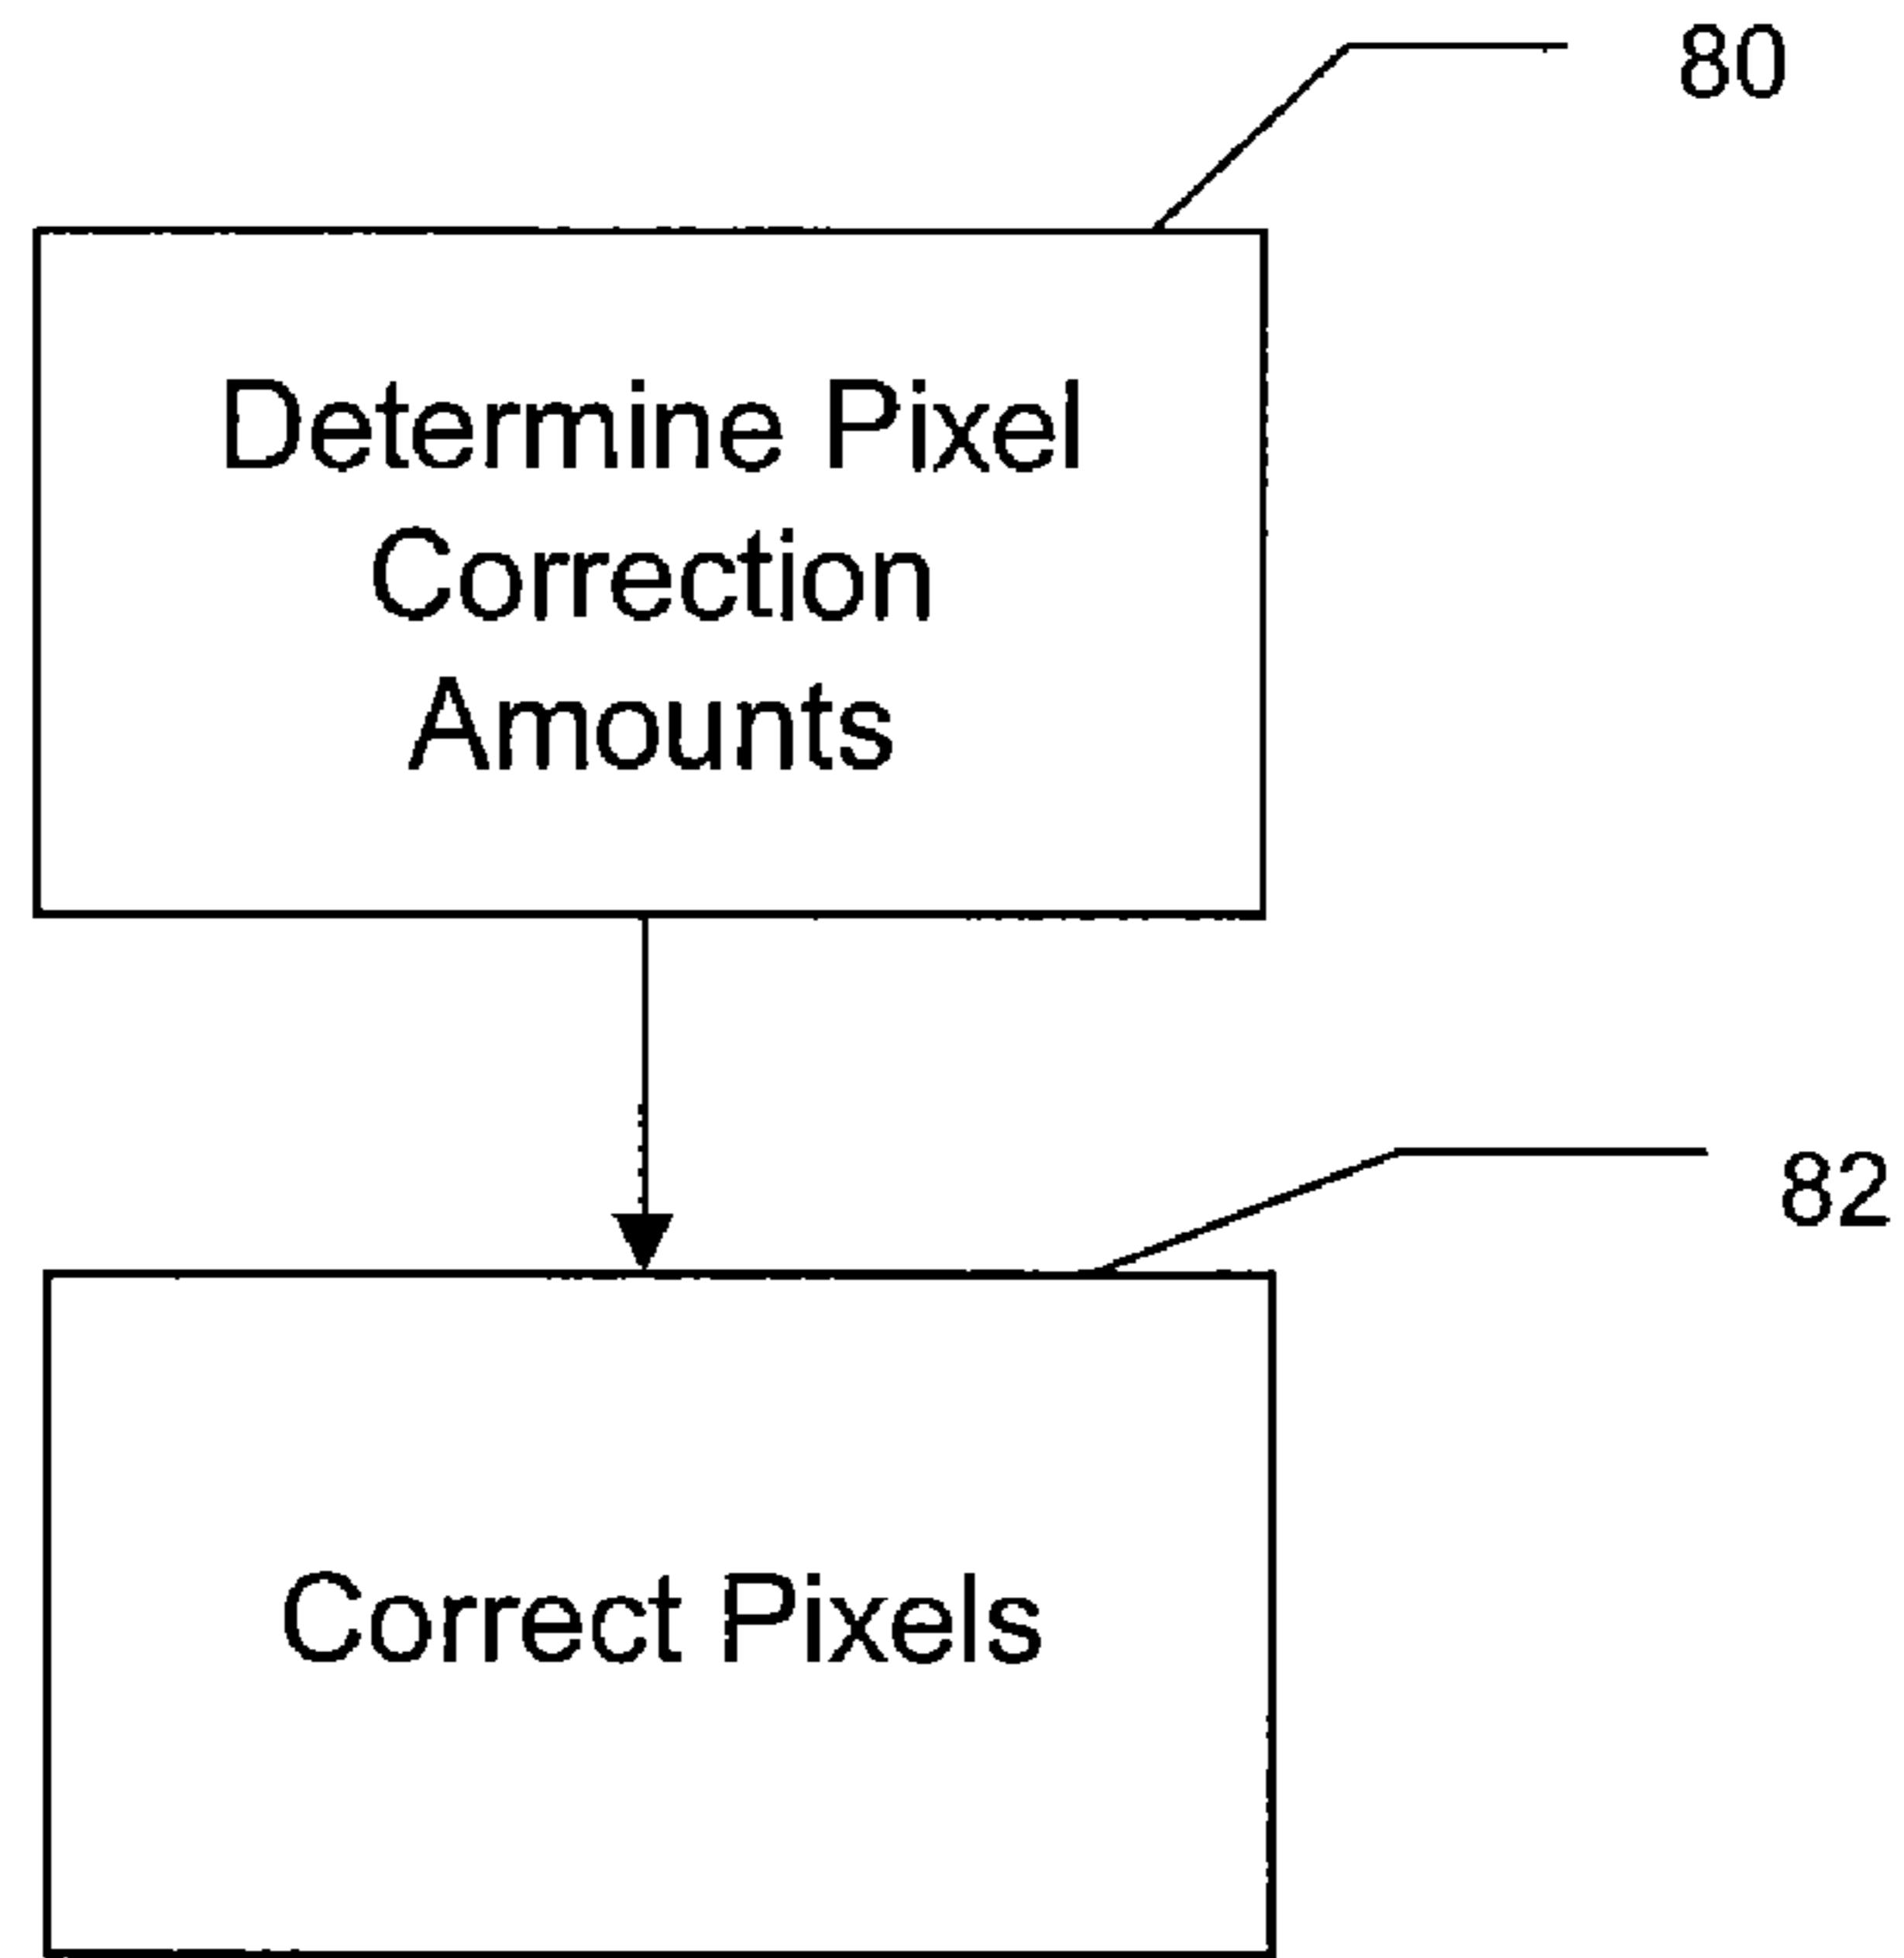 80
Determine Pixel
Correction
Amounts
82
Correct Pixels